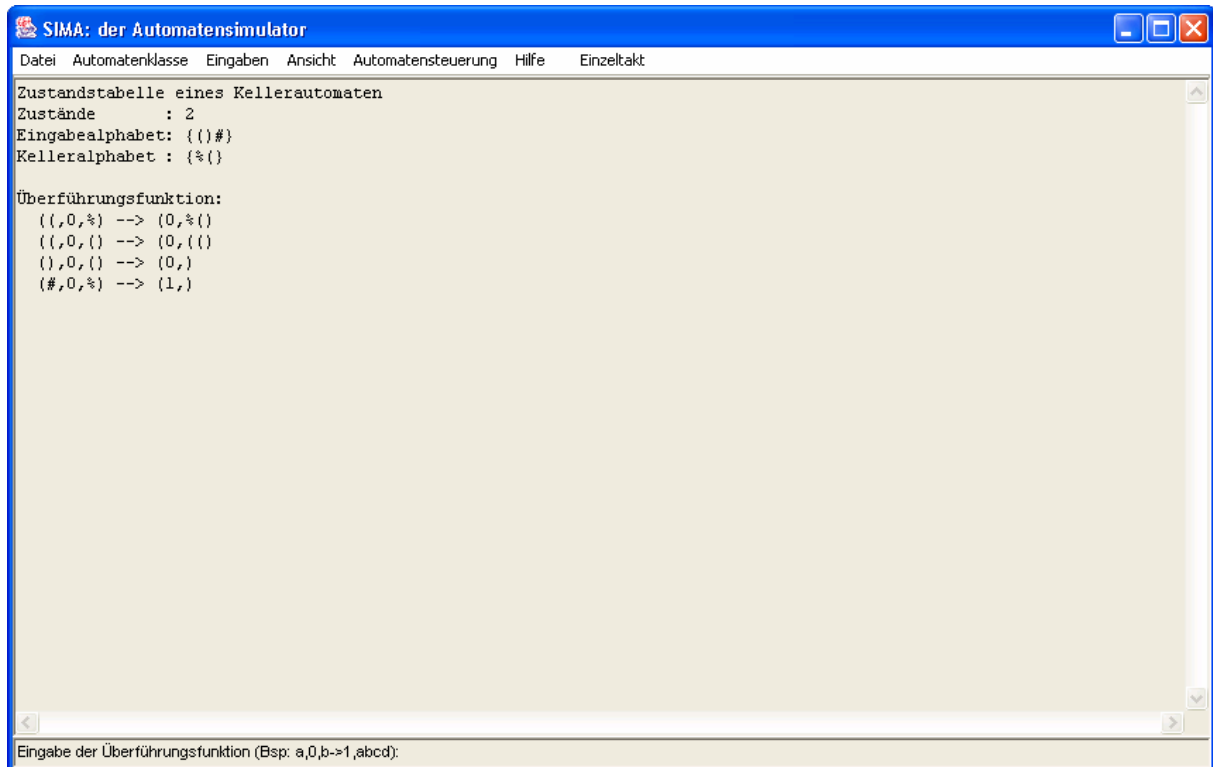 SIMA: der Automatensimulator
Datei Automatenklasse Eingaben Ansicht Automatensteuerung Hilfe Einzeltakt
Zustandstabelle eines Kellerautomaten
Zustände : 2
Eingabealphabet: {()#}
Kelleralphabet : {%(}
Überführungsfunktion:
((,0,%) --> (0,%()
((,0,() --> (0,(()
(),0,() --> (0,)
(#,0,%) --> (1,)
Eingabe der Überführungsfunktion (Bsp: a,0,b->1,abcd):